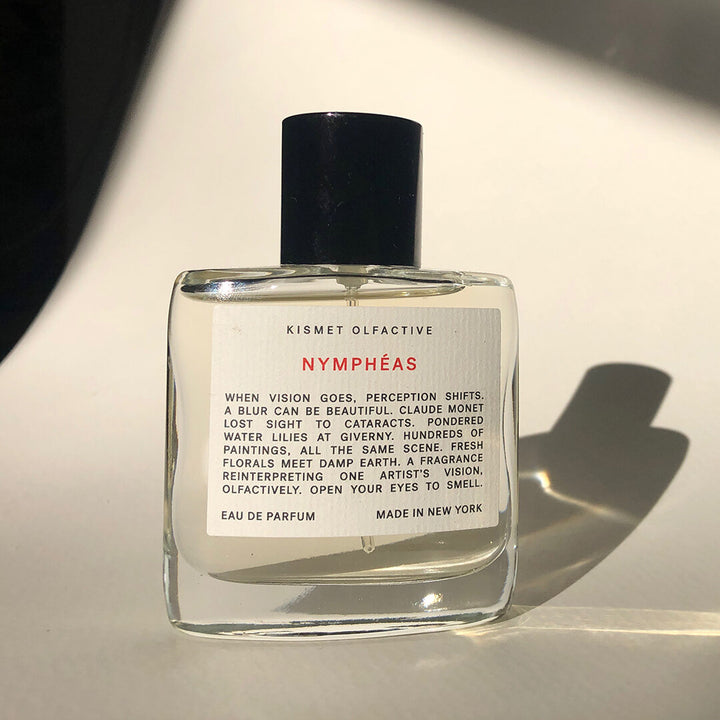 KISMET OLFACTIVE
NYMPHÉAS
WHEN VISION GOES, PERCEPTION SHIFTS.
A BLUR CAN BE BEAUTIFUL. CLAUDE MONET
LOST SIGHT TO CATARACTS. PONDERED
WATER LILIES AT GIVERNY. HUNDREDS OF
PAINTINGS, ALL THE SAME SCENE. FRESH
FLORALS MEET DAMP EARTH. A FRAGRANCE
REINTERPRETING ONE ARTIST'S VISION,
OLFACTIVELY. OPEN YOUR EYES TO SMELL.
EAU DE PARFUM MADE IN NEW YORK